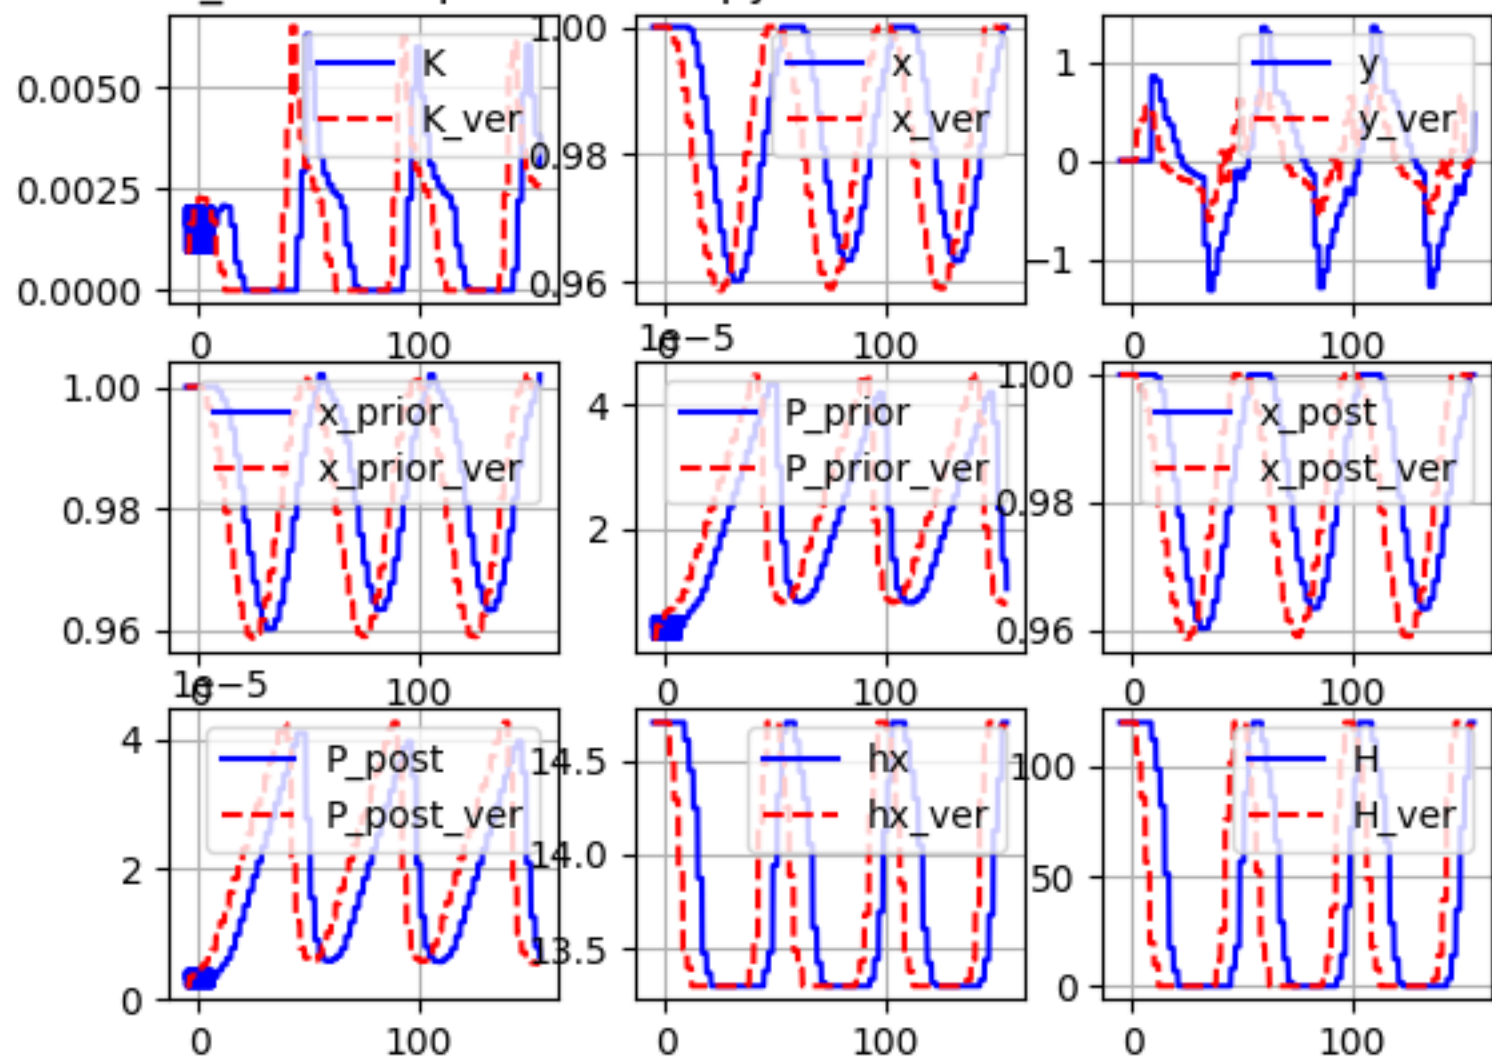 K
K_ver
0.0050
0.0025
0.0000
0
100
x
x_ver
1.00
0.98
0.96
0
100
y
y_ver
1
0
−1
0
100
x_prior
x_prior_ver
1.00
0.98
0.96
0
100
1e−5
P_prior
P_prior_ver
4
2
0
100
x_post
x_post_ver
1.00
0.98
0.96
0
100
1e−5
P_post
P_post_ver
4
2
0
0
100
hx
hx_ver
14.5
14.0
13.5
0
100
H
H_ver
100
50
0
0
100